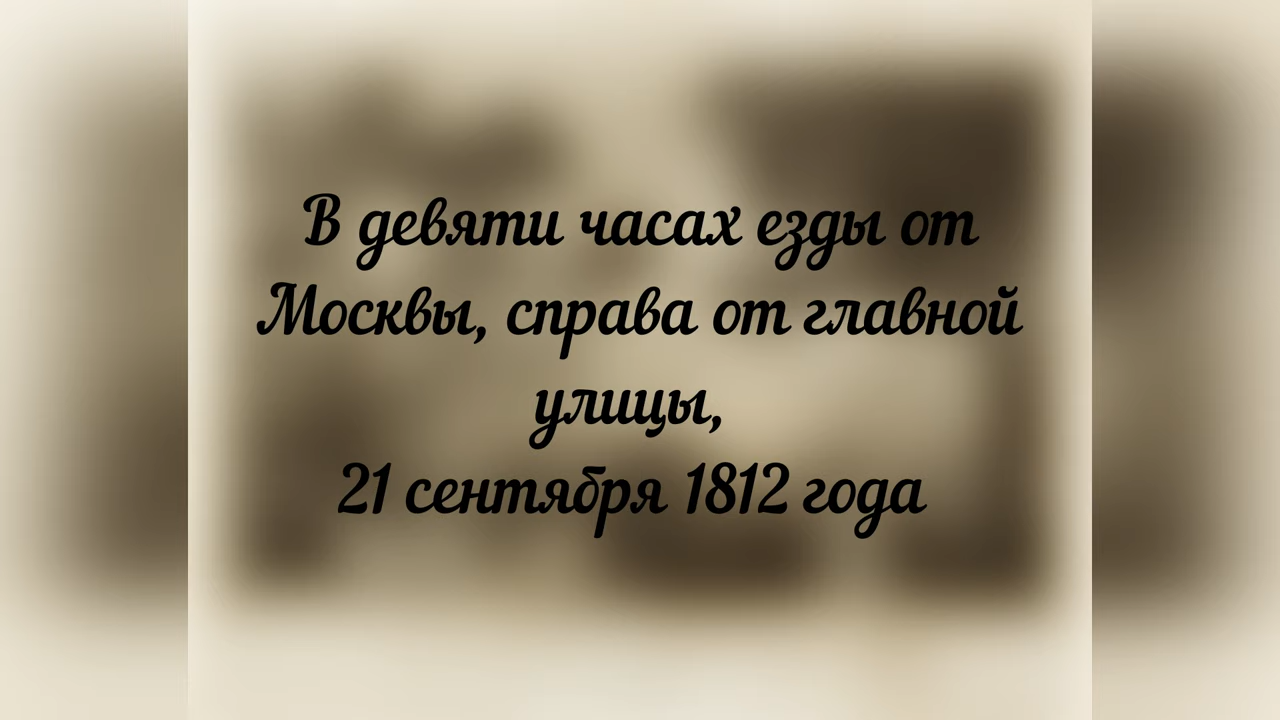 В девяти часах езды от
Москвы, справа от главной
улицы,
21 сентября 1812 года